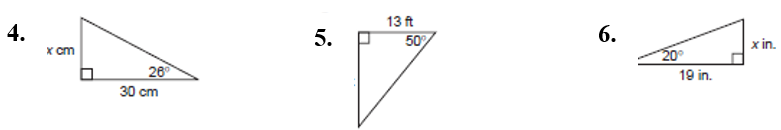 4.
x cm
26°
30 cm
5.
13 ft
50°
6.
20°
x in.
19 in.